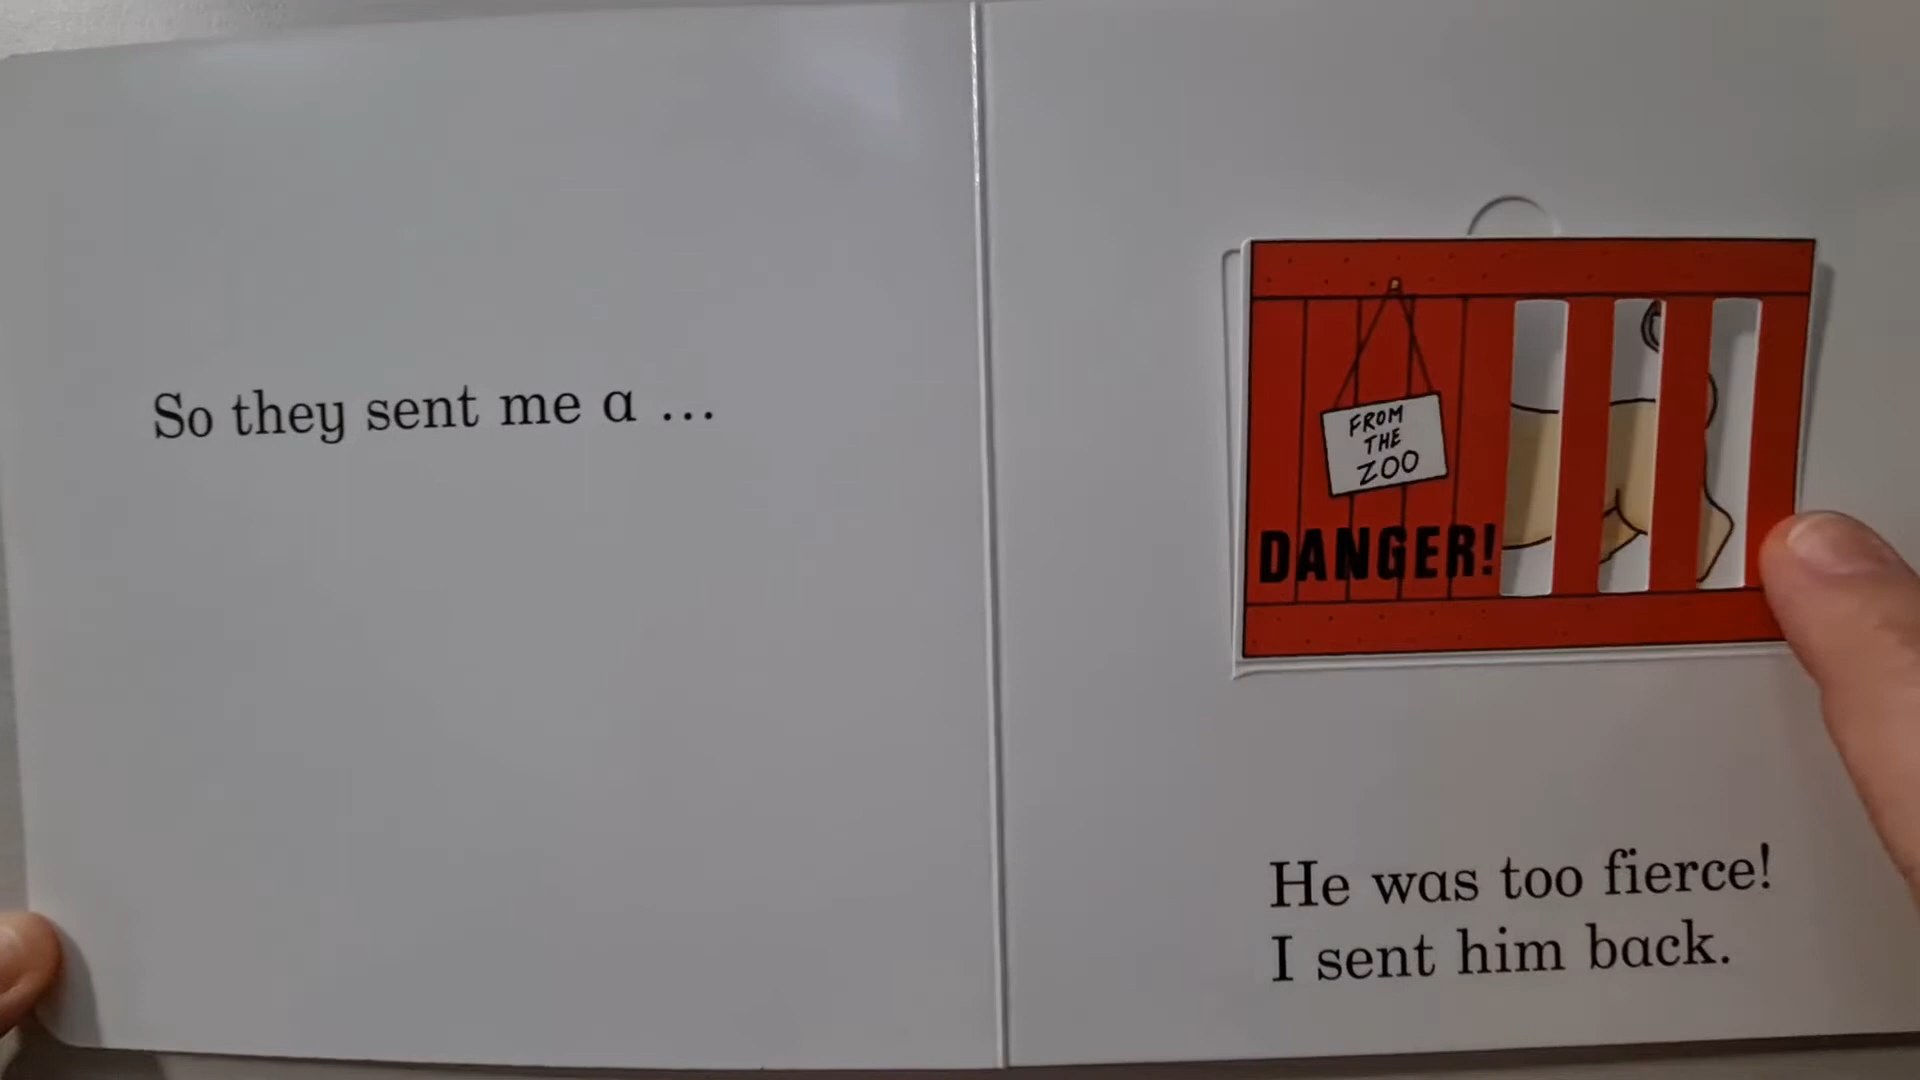 So they sent me a ...
FROM
THE
ZOO
DANGER!
He was too fierce!
I sent him back.